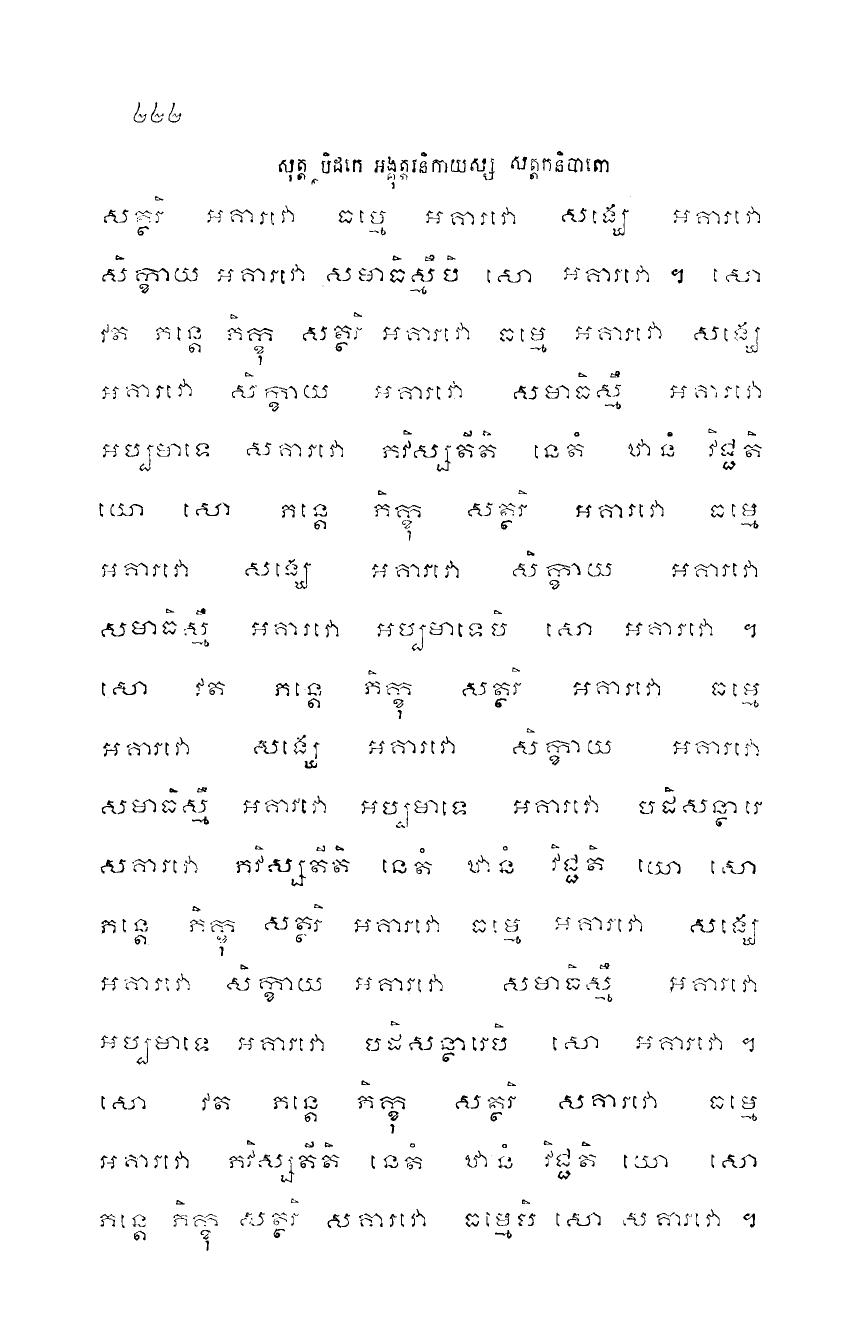 ២២២
សុត្តប្បិដកេ អង្គុត្តរនិកាយស្ស សត្តកនិបាតោ
សត្ថរិ អគារវោ ធម្មេ អគារវោ សង្ឃេ អគារវោ
សិក្ខាយ អគារវោ សមាធិស្មឹបិ សោ អគារវោ ។ សោ
វត ភន្តេ ភិក្ខុ សត្ថរិ អគារវោ ធម្មេ អគារវោ សង្ឃេ
អគារវោ សិក្ខាយ អគារវោ សមាធិស្មឹ អគារវោ
អប្បមាទេ សគារវោ ភវិស្សតីតិ នេតំ ឋានំ វិជ្ជតិ
យោ សោ ភន្តេ ភិក្ខុ សត្ថរិ អគារវោ ធម្មេ
អគារវោ សង្ឃេ អគារវោ សិក្ខាយ អគារវោ
សមាធិស្មឹ អគារវោ អប្បមាទេបិ សោ អគារវោ ។
សោ វត ភន្តេ ភិក្ខុ សត្ថរិ អគារវោ ធម្មេ
អគារវោ សង្ឃេ អគារវោ សិក្ខាយ អគារវោ
សមាធិស្មឹ អគារវោ អប្បមាទេ អគារវោ បដិសន្ថារេ
សគារវោ ភវិស្សតីតិ នេតំ ឋានំ វិជ្ជតិ យោ សោ
ភន្តេ ភិក្ខុ សត្ថរិ អគារវោ ធម្មេ អគារវោ សង្ឃេ
អគារវោ សិក្ខាយ អគារវោ សមាធិស្មឹ អគារវោ
អប្បមាទេ អគារវោ បដិសន្ថារេបិ សោ អគារវោ ។
សោ វត ភន្តេ ភិក្ខុ សត្ថរិ សគារវោ ធម្មេ
អគារវោ ភវិស្សតីតិ នេតំ ឋានំ វិជ្ជតិ យោ សោ
ភន្តេ ភិក្ខុ សត្ថរិ សគារវោ ធម្មេបិ សោ សគារវោ ។